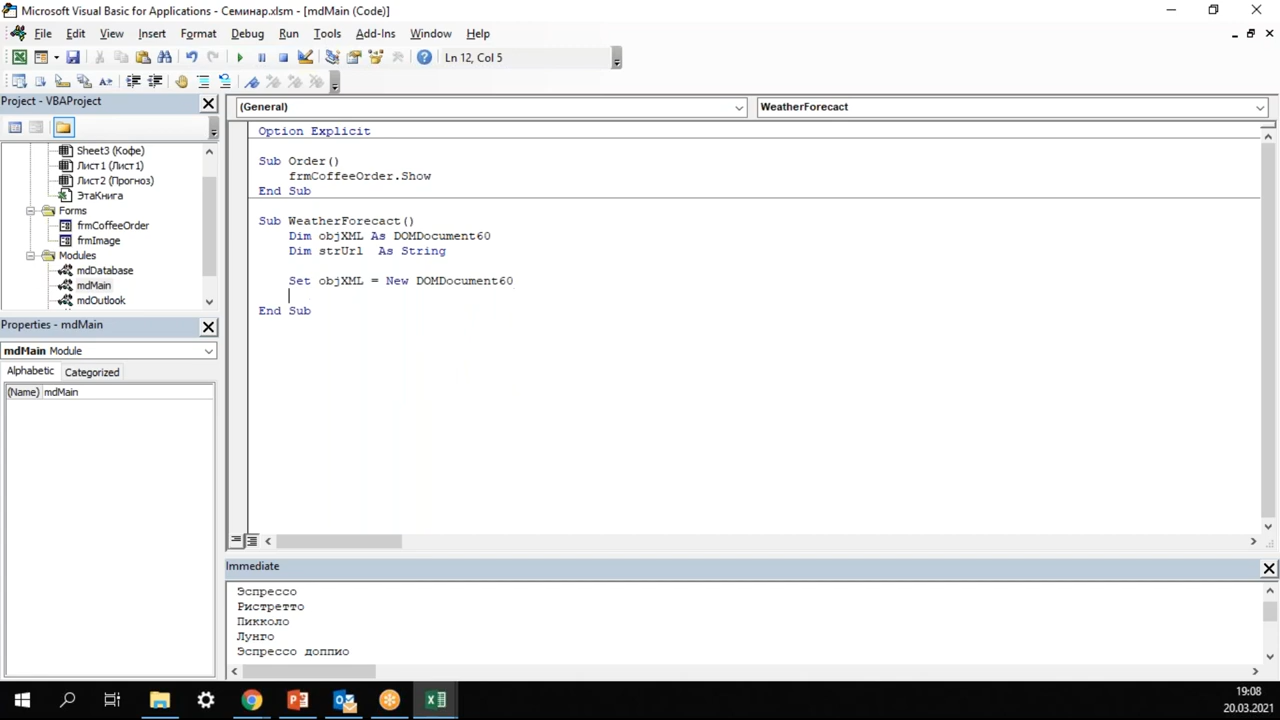 Microsoft Visual Basic for Applications - Семинар.xlsm - [mdMain (Code)]
File Edit View Insert Format Debug Run Tools Add-Ins Window Help
Ln 12, Col 5
Project - VBAProject
Sheet3 (Кофе)
Лист1 (Лист1)
Лист2 (Прогноз)
ЭтаКнига
Forms
frmCoffeeOrder
frmImage
Modules
mdDatabase
mdMain
mdOutlook
Properties - mdMain
mdMain Module
Alphabetic Categorized
(Name) mdMain
(General) WeatherForecact
Option Explicit
Sub Order()
frmCoffeeOrder.Show
End Sub
Sub WeatherForecact()
Dim objXML As DOMDocument60
Dim strUrl  As String
Set objXML = New DOMDocument60
End Sub
Immediate
Эспрессо
Ристретто
Пикколо
Лунго
Эспрессо доппио
19:08
20.03.2021